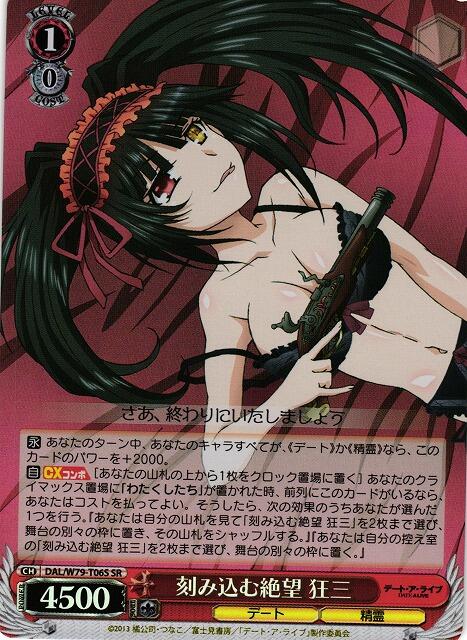 LEVEL
1
0
COST
さあ、終わりにいたしましょう
永 あなたのターン中、あなたのキャラすべてが、《デート》か《精霊》なら、この
カードのパワーを+2000。
自 CXコンボ [あなたの山札の上から1枚をクロック置場に置く] あなたのクラ
イマックス置場に「わたくしたち」が置かれた時、前列にこのカードがいるなら、
あなたはコストを払ってよい。そうしたら、次の効果のうちあなたが選んだ
1つを行う。『あなたは自分の山札を見て「刻み込む絶望 狂三」を2枚まで選び、
舞台の別々の枠に置き、その山札をシャッフルする。』『あなたは自分の控え室
の「刻み込む絶望 狂三」を2枚まで選び、舞台の別々の枠に置く。』
CH DAL/W79-T06S SR
POWER
4500
刻み込む絶望 狂三
デート・ア・ライブ
DATE A LIVE
デート
精霊
©2013 橘公司・つなこ/富士見書房/「デート・ア・ライブ」製作委員会